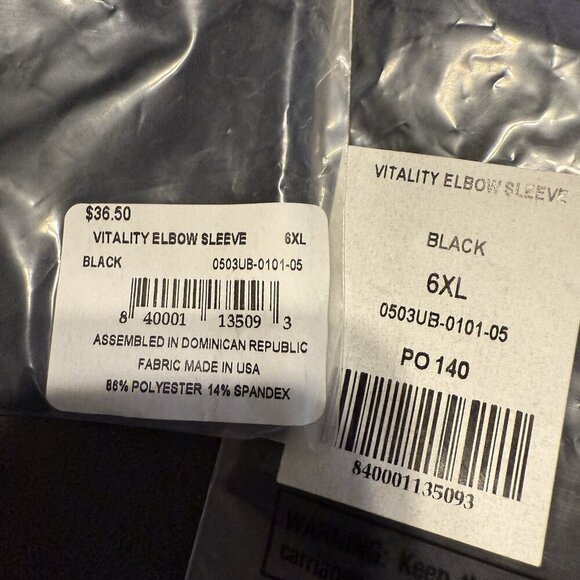 $36.50
VITALITY ELBOW SLEEVE 6XL
BLACK 0503UB-0101-05
8 40001 13509 3
ASSEMBLED IN DOMINICAN REPUBLIC
FABRIC MADE IN USA
86% POLYESTER 14% SPANDEX
VITALITY ELBOW SLEEVE
BLACK
6XL
0503UB-0101-05
PO 140
840001135093
WARNING: Keep